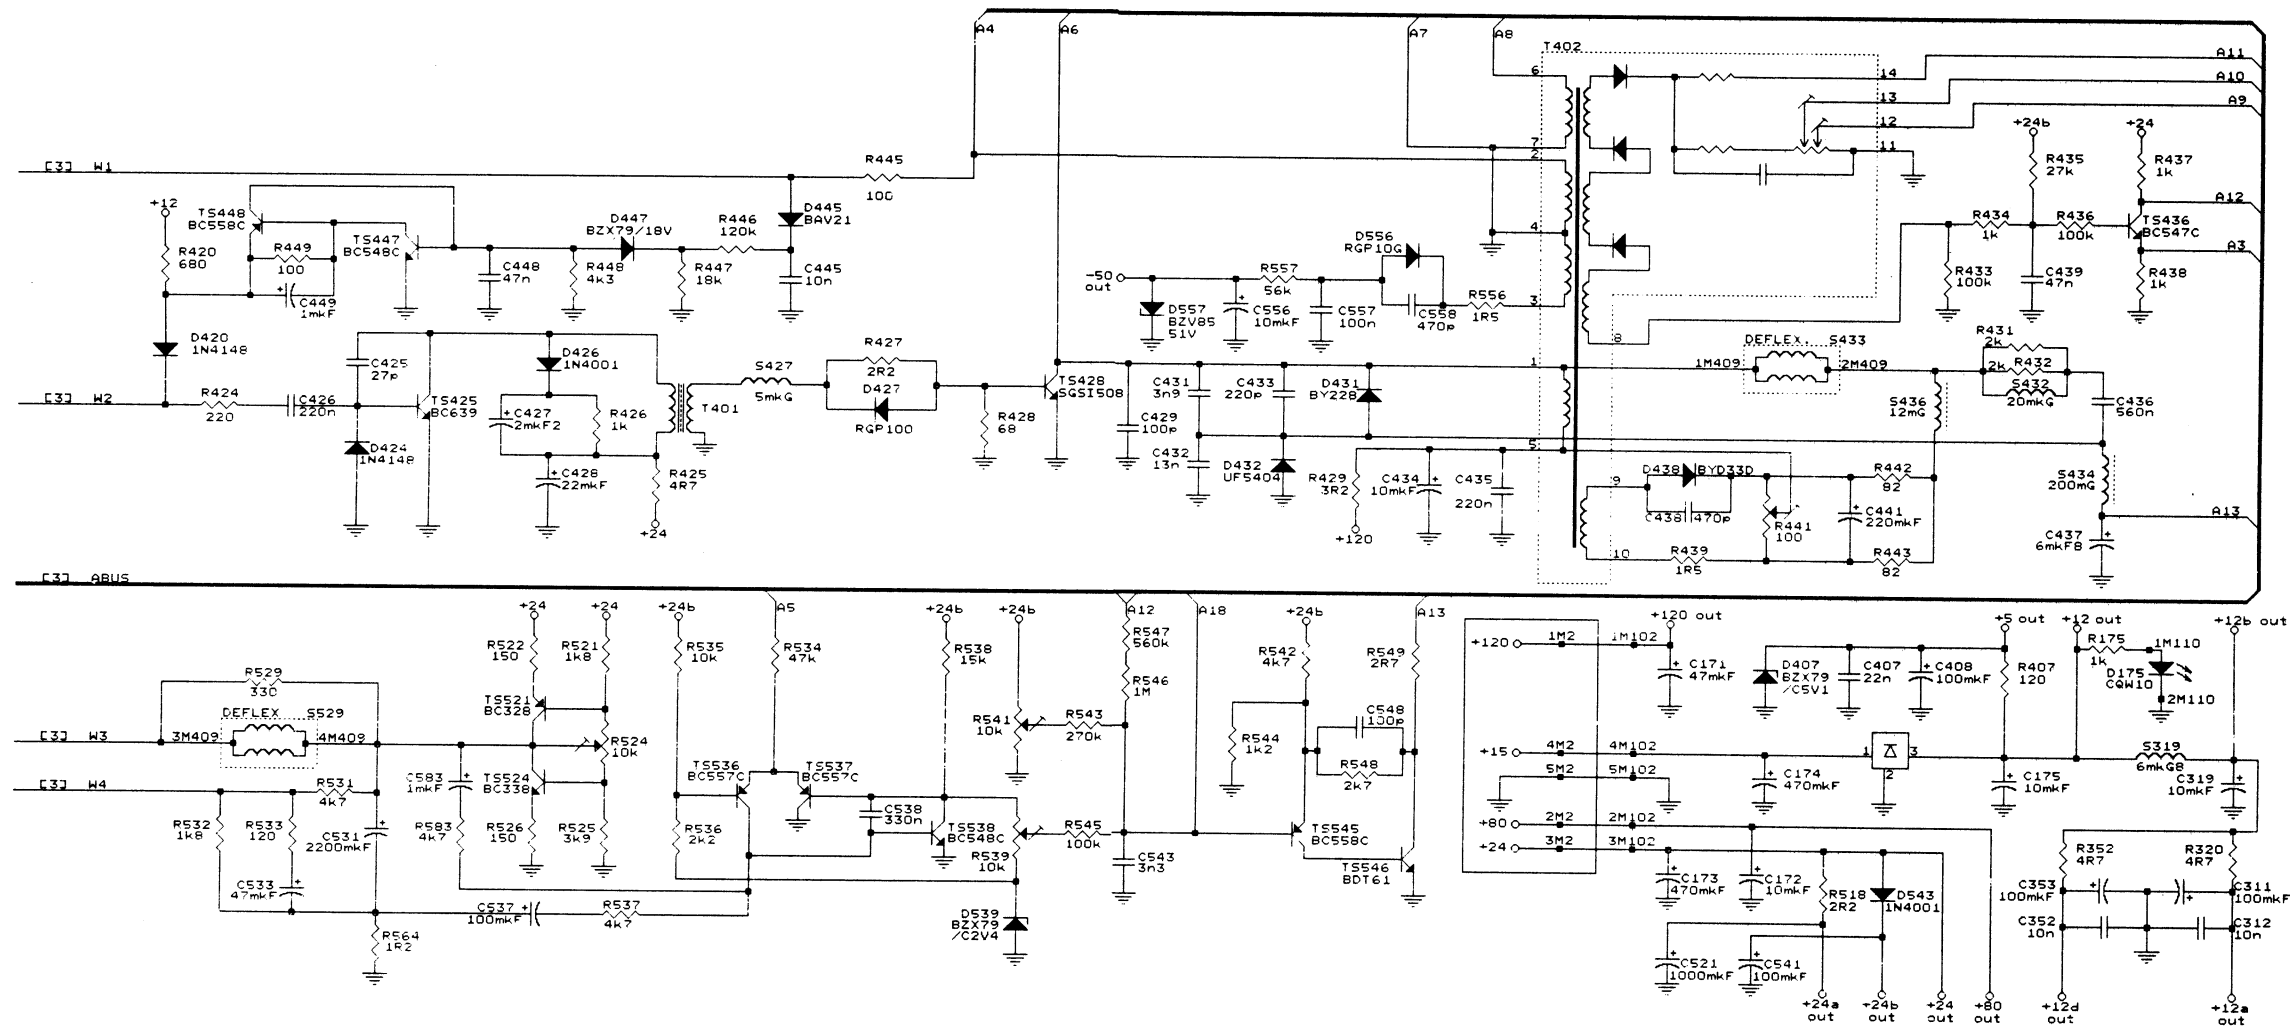 A4
A6
A7
A8
T402
6
14
A11
13
A10
12
A9
7
11
2
[3] W1
R445
100
+24b
+24
R435
27k
R437
1k
A12
+12
TS448
BC558C
TS447
BC548C
R449
100
R420
680
C449
1mkF
D447
BZX79/18V
R446
120k
D445
BAV21
C448
47n
R448
4k3
R447
18k
C445
10n
4
D556
RGP10G
-50
out
R557
56k
D557
BZV85
51V
C556
10mkF
C557
100n
C558
470p
R556
1R5
3
R434
1k
R436
100k
TS436
BC547C
A3
R433
100k
C439
47n
R438
1k
D420
1N4148
C425
27p
D426
1N4001
S427
5mkG
R427
2R2
D427
RGP100
8
1
DEFLEX.
S433
1M409
2M409
R431
2k
2k
R432
S432
20mkG
[3] W2
R424
220
C426
220n
TS425
BC639
C427
2mkF2
R426
1k
T401
R428
68
TS428
SGSI508
C431
3n9
C433
220p
D431
BY228
C429
100p
S436
12mG
C436
560n
D424
1N4148
C428
22mkF
R425
4R7
+24
C432
13n
D432
UF5404
5
R429
3R2
+120
C434
10mkF
C435
220n
9
D438
BYD33D
C438
470p
R441
100
R442
82
C441
220mkF
10
R439
1R5
R443
82
S434
200mG
A13
C437
6mkF8
[3] ABUS
+24
+24
+24b
A5
+24b
+24b
A12
A18
+24b
A13
+120 out
+5 out
+12 out
+12b out
R522
150
R521
1k8
R535
10k
R534
47k
R538
15k
R547
560k
R542
4k7
R549
2R7
+120
1M2
1M102
C171
47mkF
D407
BZX79
/C5V1
C407
22n
C408
100mkF
R407
120
R175
1k
1M110
D175
CQW10
2M110
R529
330
DEFLEX
S529
TS521
BC328
R546
1M
R541
10k
R543
270k
C548
100p
R544
1k2
R548
2k7
[3] W3
3M409
4M409
R524
10k
+15
4M2
4M102
5M2
5M102
1
3
2
C174
470mkF
S319
6mkG8
C175
10mkF
C319
10mkF
[3] W4
R531
4k7
C583
1mkF
TS524
BC338
TS536
BC557C
TS537
BC557C
C538
330n
R532
1k8
R533
120
C531
2200mkF
R583
4k7
R526
150
R525
3k9
R536
2k2
TS538
BC548C
R539
10k
R545
100k
C543
3n3
TS545
BC558C
TS546
BDT61
+80
2M2
2M102
+24
3M2
3M102
C533
47mkF
C537
100mkF
R537
4k7
D539
BZX79
/C2V4
R564
1R2
C173
470mkF
C172
10mkF
R518
2R2
D543
1N4001
R352
4R7
R320
4R7
C353
100mkF
C311
100mkF
C352
10n
C312
10n
C521
1000mkF
C541
100mkF
+24a
out
+24b
out
+24
out
+80
out
+12d
out
+12a
out